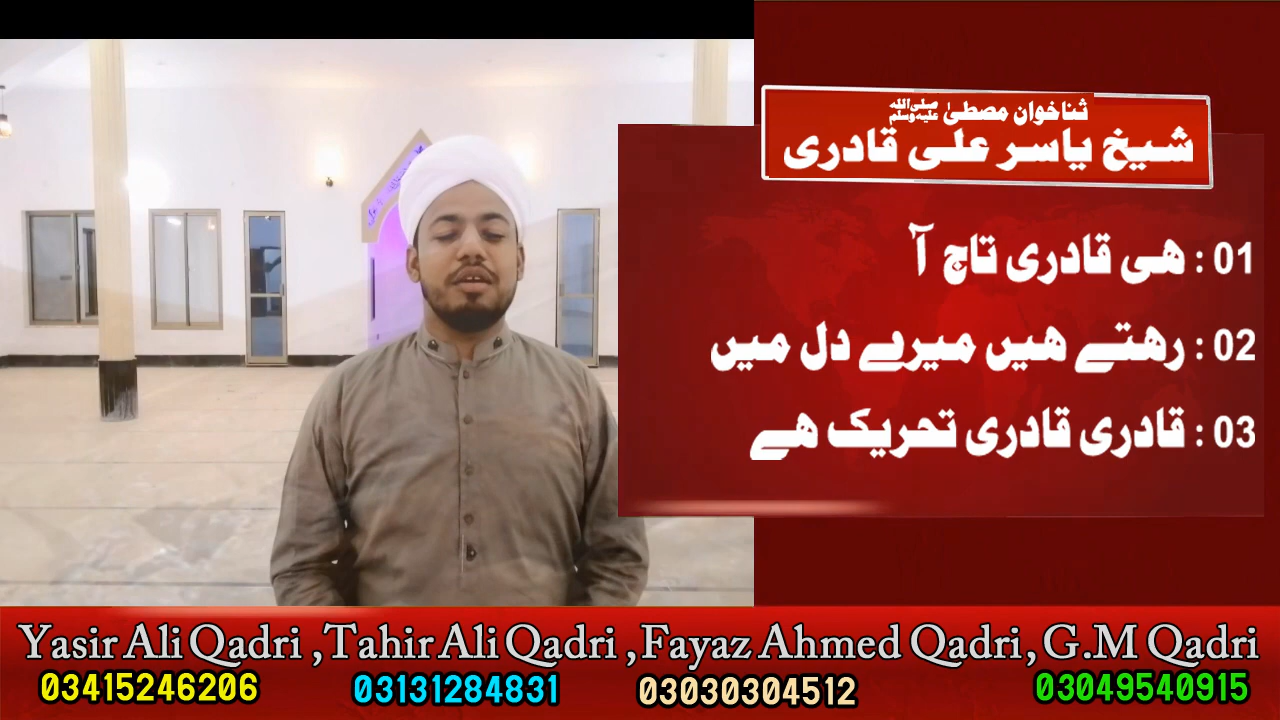 ثناخوان مصطفیٰ ﷺ
شیخ یاسر علی قادری
01 : هی قادری تاج آ
02 : رهتے هیں میرے دل میں
03 : قادری قادری تحریک هے
Yasir Ali Qadri ,Tahir Ali Qadri ,Fayaz Ahmed Qadri, G.M Qadri
03415246206 03131284831 03030304512 03049540915